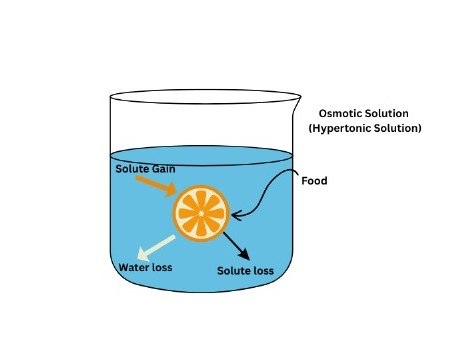 Osmotic Solution
(Hypertonic Solution)
Solute Gain
Food
Water loss
Solute loss